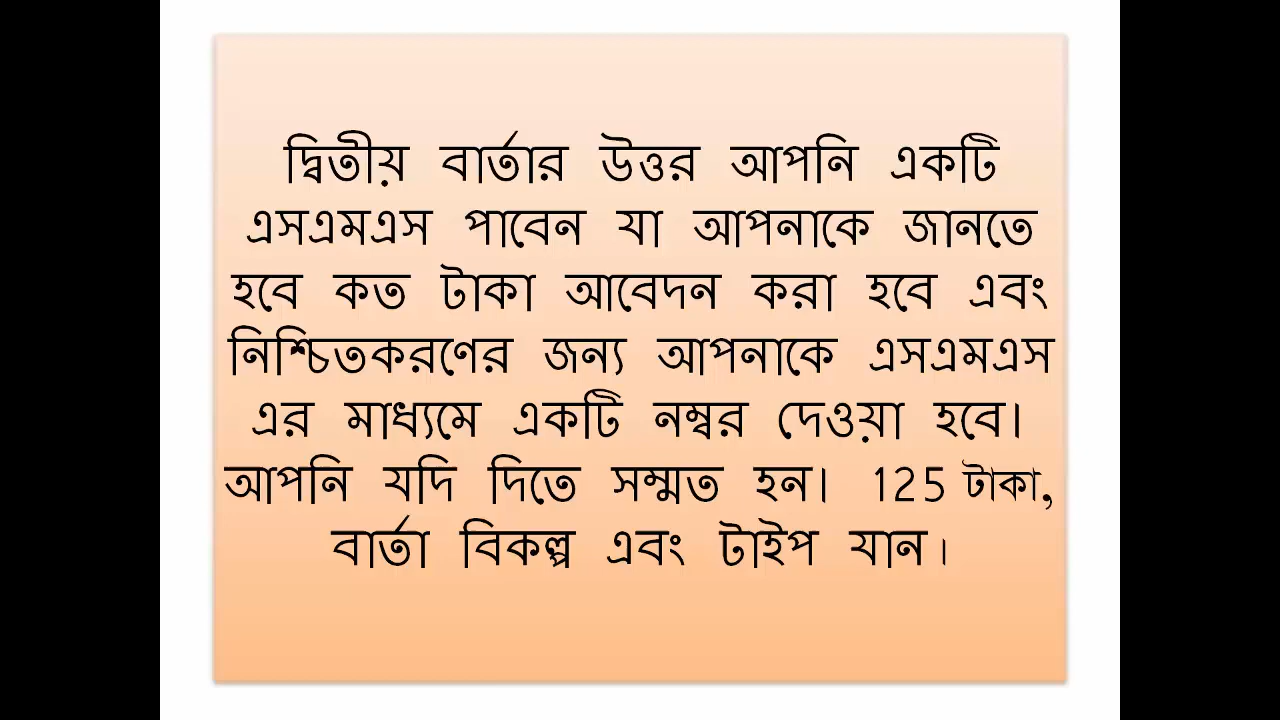 দ্বিতীয় বার্তার উত্তর আপনি একটি
এসএমএস পাবেন যা আপনাকে জানতে
হবে কত টাকা আবেদন করা হবে এবং
নিশ্চিতকরণের জন্য আপনাকে এসএমএস
এর মাধ্যমে একটি নম্বর দেওয়া হবে।
আপনি যদি দিতে সম্মত হন। 125 টাকা,
বার্তা বিকল্প এবং টাইপ যান।